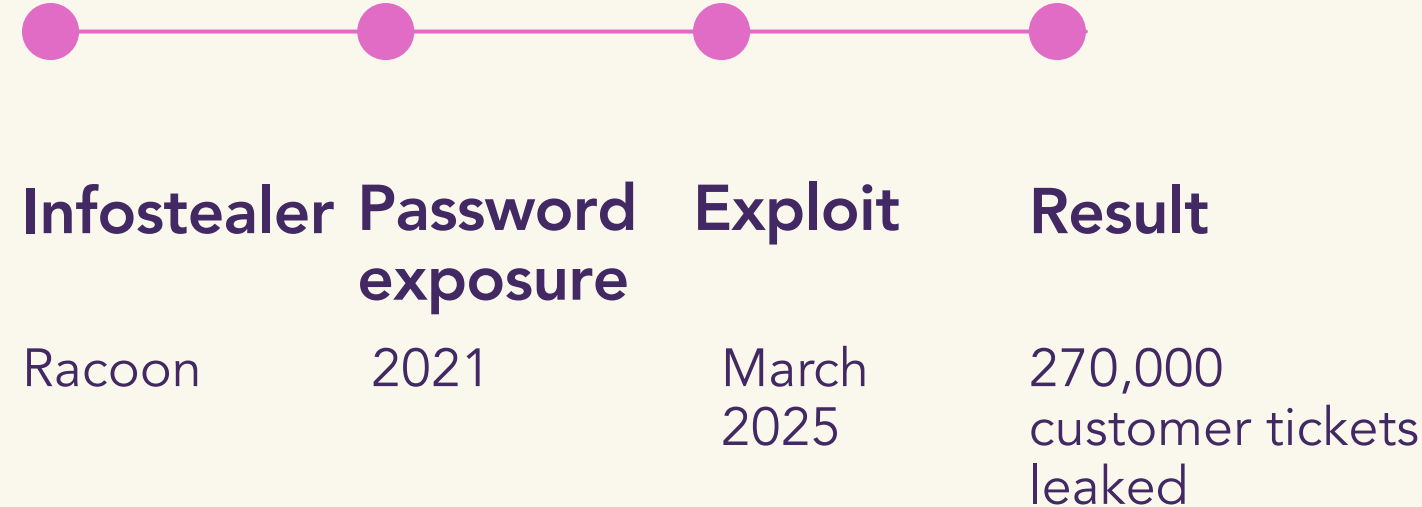 Infostealer
Racoon
Password
exposure
2021
Exploit
March
2025
Result
270,000
customer tickets
leaked